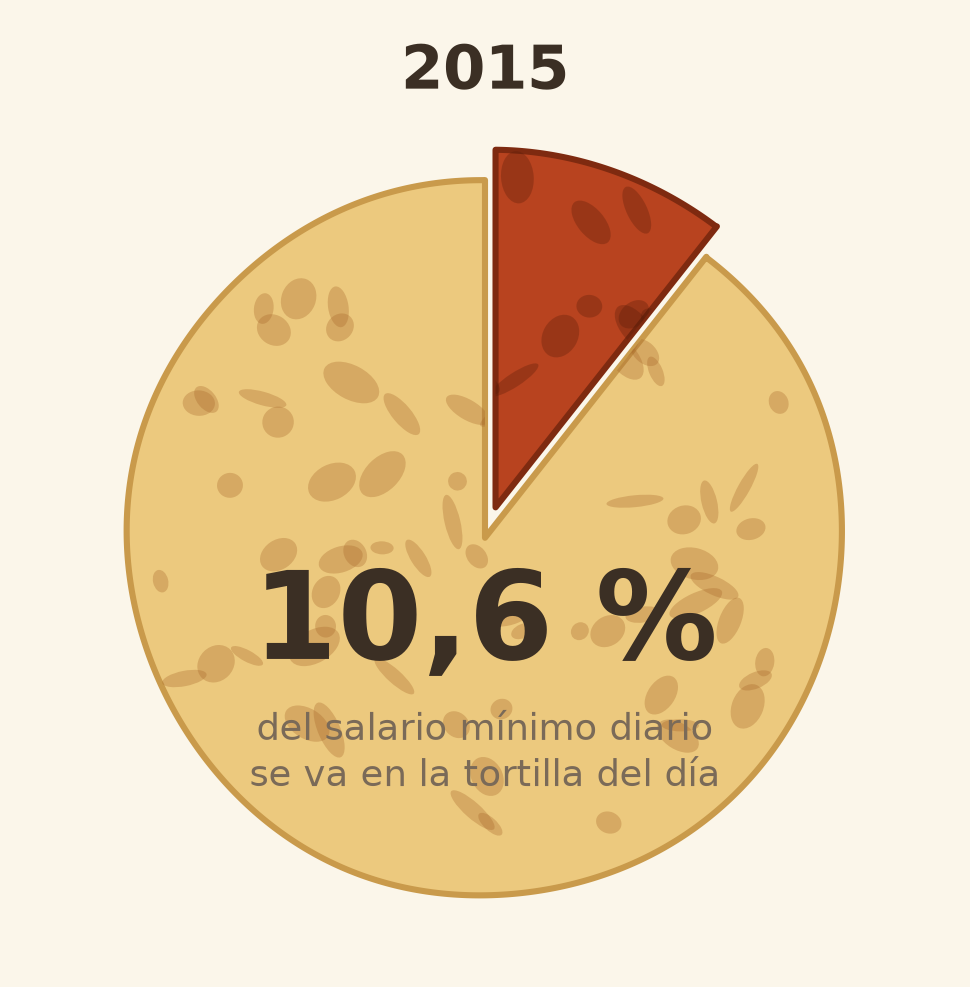 2015
10,6 %
del salario mínimo diario
se va en la tortilla del día